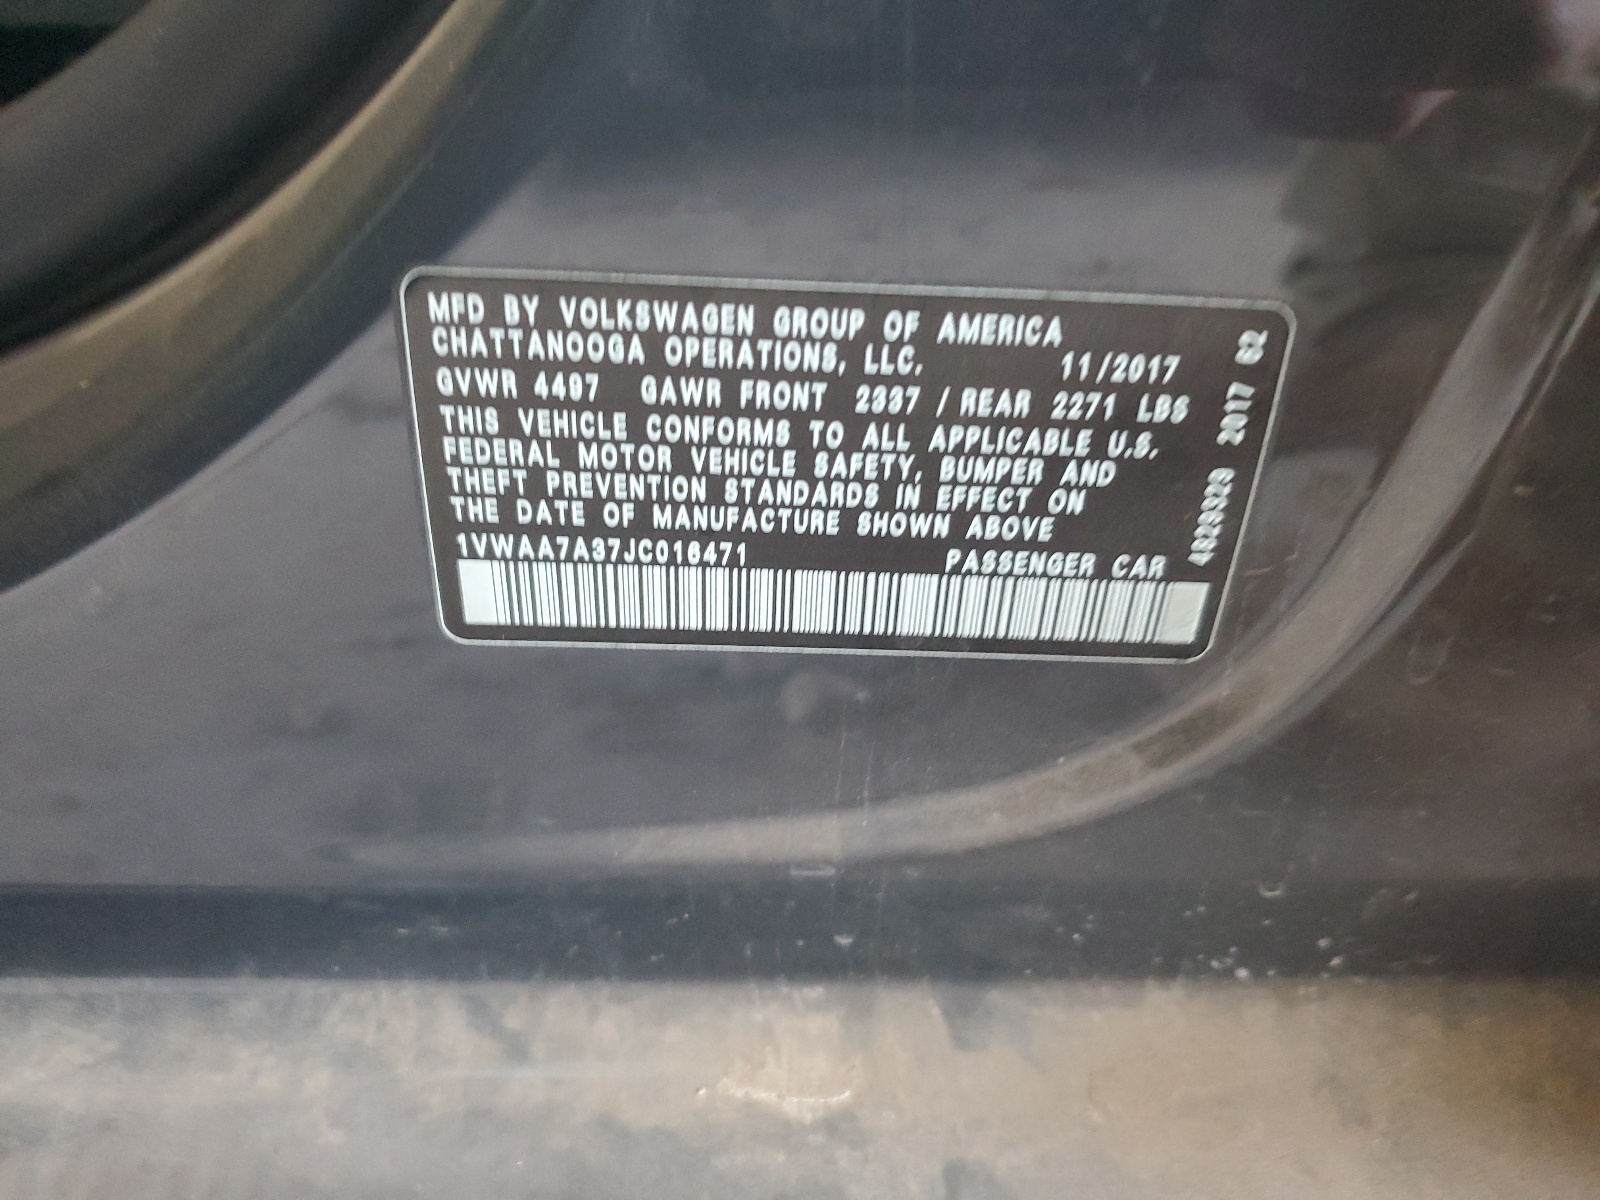 MFD BY VOLKSWAGEN GROUP OF AMERICA
CHATTANOOGA OPERATIONS, LLC. 11/2017
GVWR 4497 GAWR FRONT 2337 / REAR 2271 LBS
THIS VEHICLE CONFORMS TO ALL APPLICABLE U.S.
FEDERAL MOTOR VEHICLE SAFETY, BUMPER AND
THEFT PREVENTION STANDARDS IN EFFECT ON
THE DATE OF MANUFACTURE SHOWN ABOVE
1VWAA7A37JC016471 PASSENGER CAR
2017 62